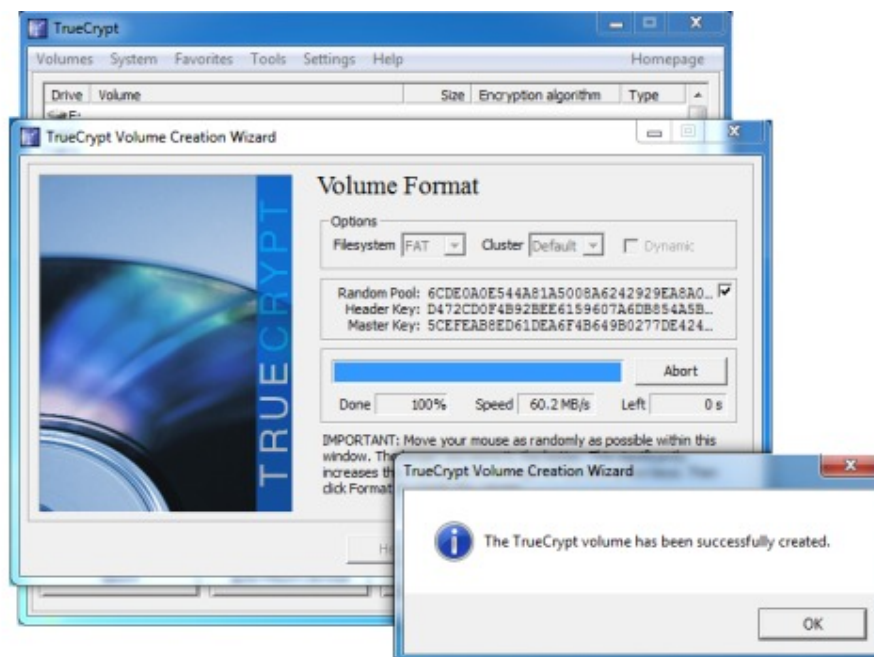 TrueCrypt
Volumes System Favorites Tools Settings Help Homepage
Drive Volume Size Encryption algorithm Type
TrueCrypt Volume Creation Wizard
TRUECRYPT
Volume Format
Options
Filesystem FAT Cluster Default Dynamic
Random Pool: 6CDE0A0E544A81A5008A6242929EA8A0...
Header Key: D472CD0F4B92BEE6159607A6DB854A5B...
Master Key: 5CEFEAB8ED61DEA6F4B649B0277DE424...
Abort
Done 100% Speed 60.2 MB/s Left 0 s
IMPORTANT: Move your mouse as randomly as possible within this
window. The
increases th
click Format
TrueCrypt Volume Creation Wizard
The TrueCrypt volume has been successfully created.
OK